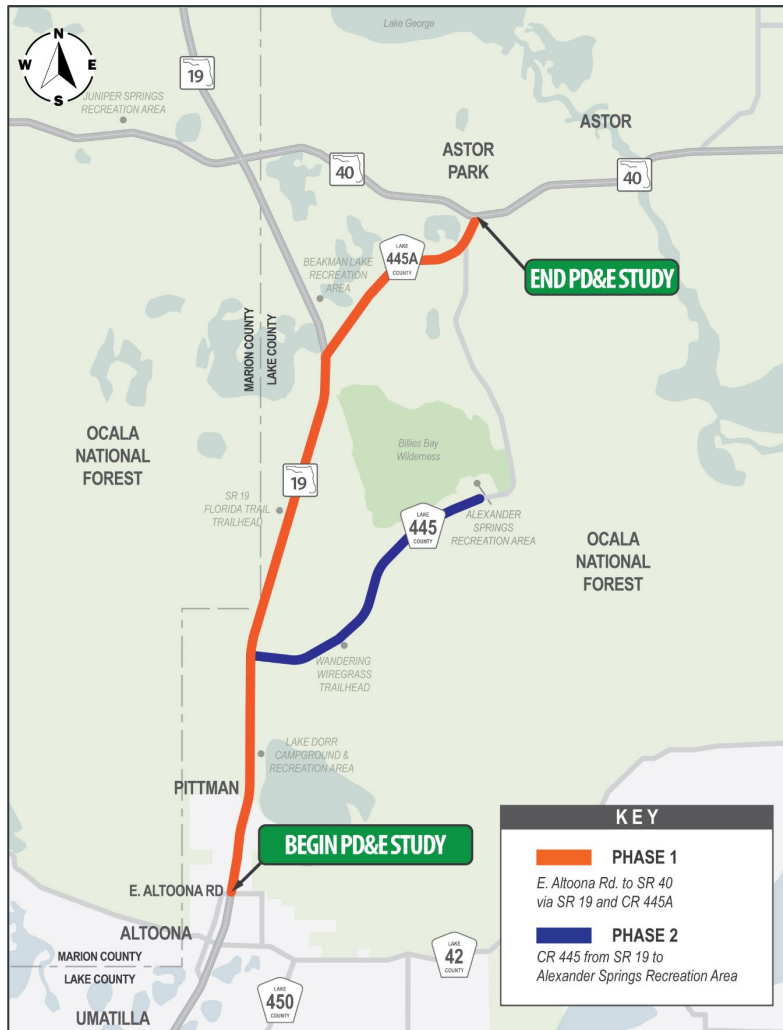 Lake George
N
W
E
S
19
JUNIPER SPRINGS
RECREATION AREA
ASTOR
ASTOR
PARK
40
40
LAKE
445A
COUNTY
BEAKMAN LAKE
RECREATION
AREA
END PD&E STUDY
MARION COUNTY
LAKE COUNTY
OCALA
NATIONAL
FOREST
Billies Bay
Wilderness
19
SR 19
FLORIDA TRAIL
TRAILHEAD
LAKE
445
COUNTY
ALEXANDER
SPRINGS
RECREATION AREA
OCALA
NATIONAL
FOREST
WANDERING
WIREGRASS
TRAILHEAD
LAKE DORR
CAMPGROUND &
RECREATION AREA
PITTMAN
BEGIN PD&E STUDY
E. ALTOONA RD
ALTOONA
MARION COUNTY
LAKE COUNTY
LAKE
42
COUNTY
LAKE
450
COUNTY
UMATILLA
KEY
PHASE 1
E. Altoona Rd. to SR 40
via SR 19 and CR 445A
PHASE 2
CR 445 from SR 19 to
Alexander Springs Recreation Area